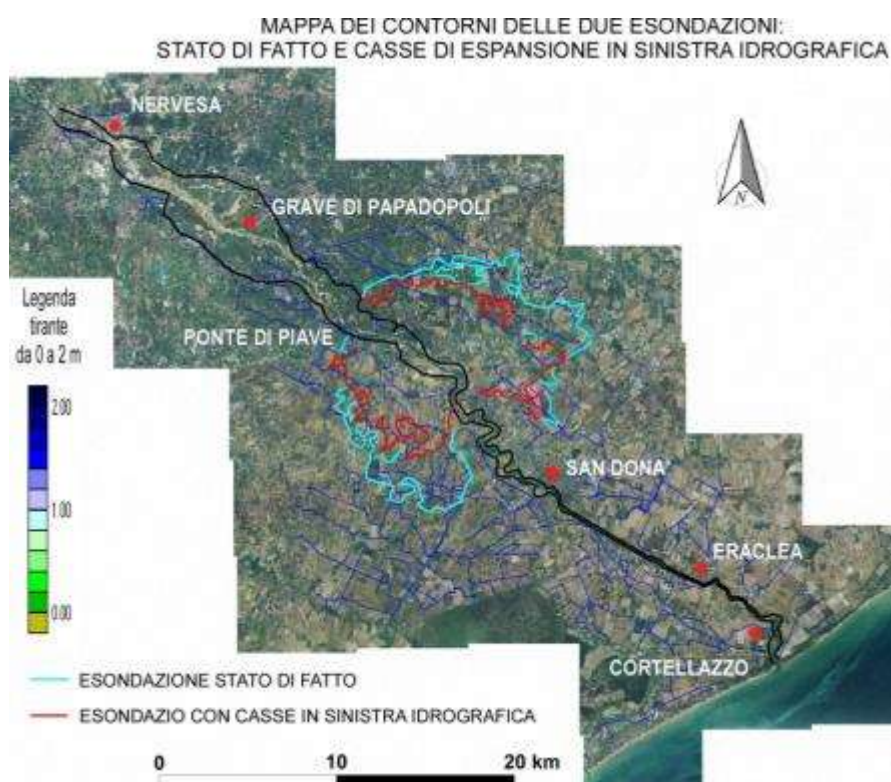 MAPPA DEI CONTORNI DELLE DUE ESONDAZIONI:
STATO DI FATTO E CASSE DI ESPANSIONE IN SINISTRA IDROGRAFICA
NERVESA
GRAVE DI PAPADOPOLI
N
Legenda
tirante
da 0 a 2 m
PONTE DI PIAVE
2.00
SAN DONA'
1.00
ERACLEA
0.00
CORTELLAZZO
ESONDAZIONE STATO DI FATTO
ESONDAZIO CON CASSE IN SINISTRA IDROGRAFICA
0 10 20 km